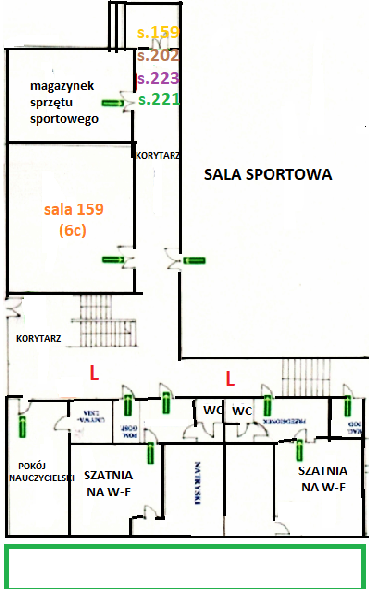 s.159
s.202
s.223
s.221
magazynek
sprzętu
sportowego
KORYTARZ
SALA SPORTOWA
sala 159
(6c)
KORYTARZ
L
L
WC
WC
POKÓJ
NAUCZYCIELSKI
SZATNIA
NA W-F
NATRYSKI
SZATNIA
NA W-F